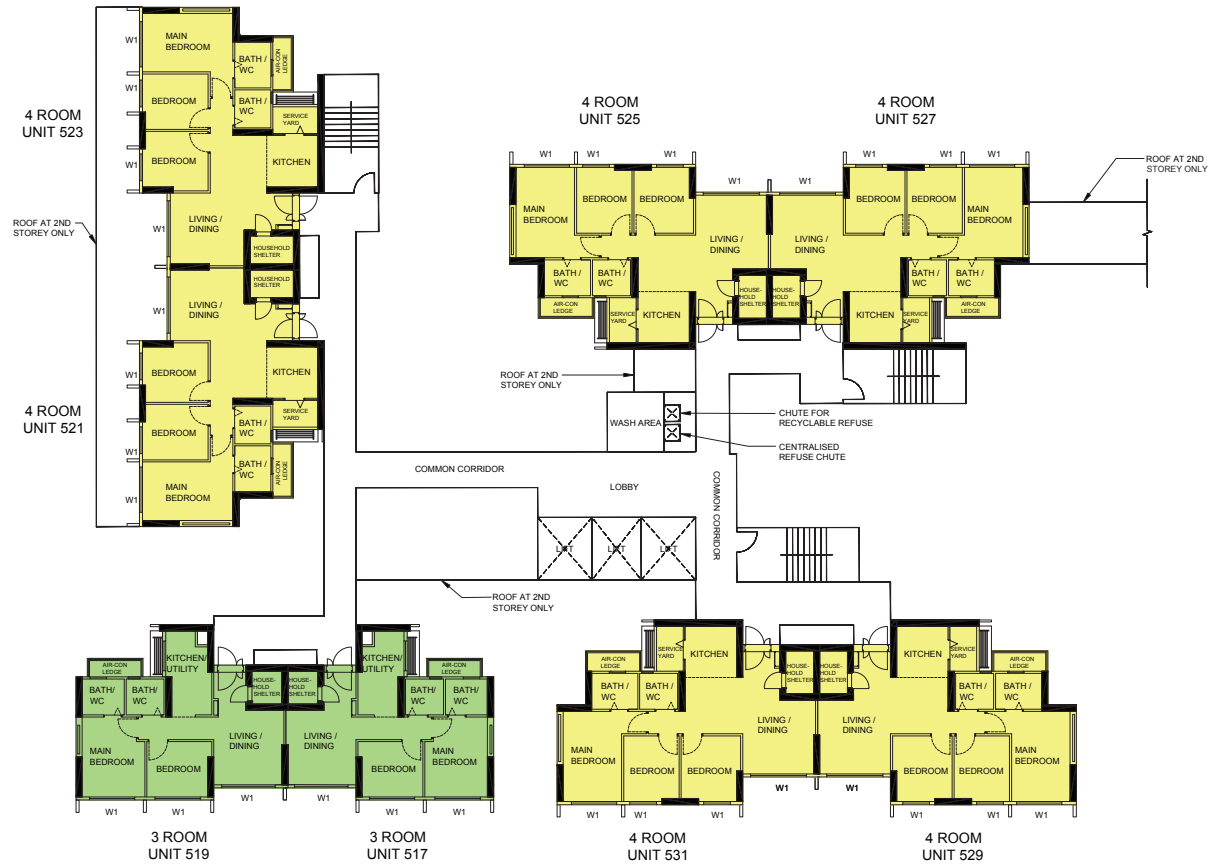 4 ROOM
UNIT 523
W1
MAIN
BEDROOM
BATH /
WC
AIR-CON
LEDGE
W1
BEDROOM
BATH /
WC
SERVICE
YARD
W1
BEDROOM
KITCHEN
ROOF AT 2ND
STOREY ONLY
W1
LIVING /
DINING
HOUSEHOLD
SHELTER
HOUSEHOLD
SHELTER
W1
LIVING /
DINING
4 ROOM
UNIT 521
W1
BEDROOM
KITCHEN
W1
BEDROOM
SERVICE
YARD
BATH /
WC
BATH /
WC
AIR-CON
LEDGE
W1
MAIN
BEDROOM
4 ROOM
UNIT 525
4 ROOM
UNIT 527
W1
W1
W1
W1
W1
W1
W1
W1
MAIN
BEDROOM
BEDROOM
BEDROOM
LIVING /
DINING
BATH /
WC
BATH /
WC
AIR-CON
LEDGE
SERVICE
YARD
KITCHEN
HOUSE-
HOLD
SHELTER
HOUSE-
HOLD
SHELTER
LIVING /
DINING
BEDROOM
BEDROOM
MAIN
BEDROOM
BATH /
WC
BATH /
WC
AIR-CON
LEDGE
KITCHEN
SERVICE
YARD
ROOF AT 2ND
STOREY ONLY
ROOF AT 2ND
STOREY ONLY
WASH AREA
CHUTE FOR
RECYCLABLE REFUSE
CENTRALISED
REFUSE CHUTE
COMMON CORRIDOR
LOBBY
COMMON CORRIDOR
LIFT
LIFT
LIFT
ROOF AT 2ND
STOREY ONLY
KITCHEN/
UTILITY
AIR-CON
LEDGE
BATH/
WC
BATH/
WC
HOUSE-
HOLD
SHELTER
HOUSE-
HOLD
SHELTER
KITCHEN/
UTILITY
AIR-CON
LEDGE
BATH /
WC
BATH /
WC
MAIN
BEDROOM
BEDROOM
LIVING /
DINING
LIVING /
DINING
BEDROOM
MAIN
BEDROOM
W1
W1
W1
W1
W1
W1
3 ROOM
UNIT 519
3 ROOM
UNIT 517
AIR-CON
LEDGE
SERVICE
YARD
KITCHEN
BATH /
WC
BATH /
WC
HOUSE-
HOLD
SHELTER
HOUSE-
HOLD
SHELTER
KITCHEN
SERVICE
YARD
AIR-CON
LEDGE
BATH /
WC
BATH /
WC
MAIN
BEDROOM
BEDROOM
BEDROOM
LIVING /
DINING
LIVING /
DINING
BEDROOM
BEDROOM
MAIN
BEDROOM
W1
W1
W1
W1
W1
W1
W1
W1
4 ROOM
UNIT 531
4 ROOM
UNIT 529